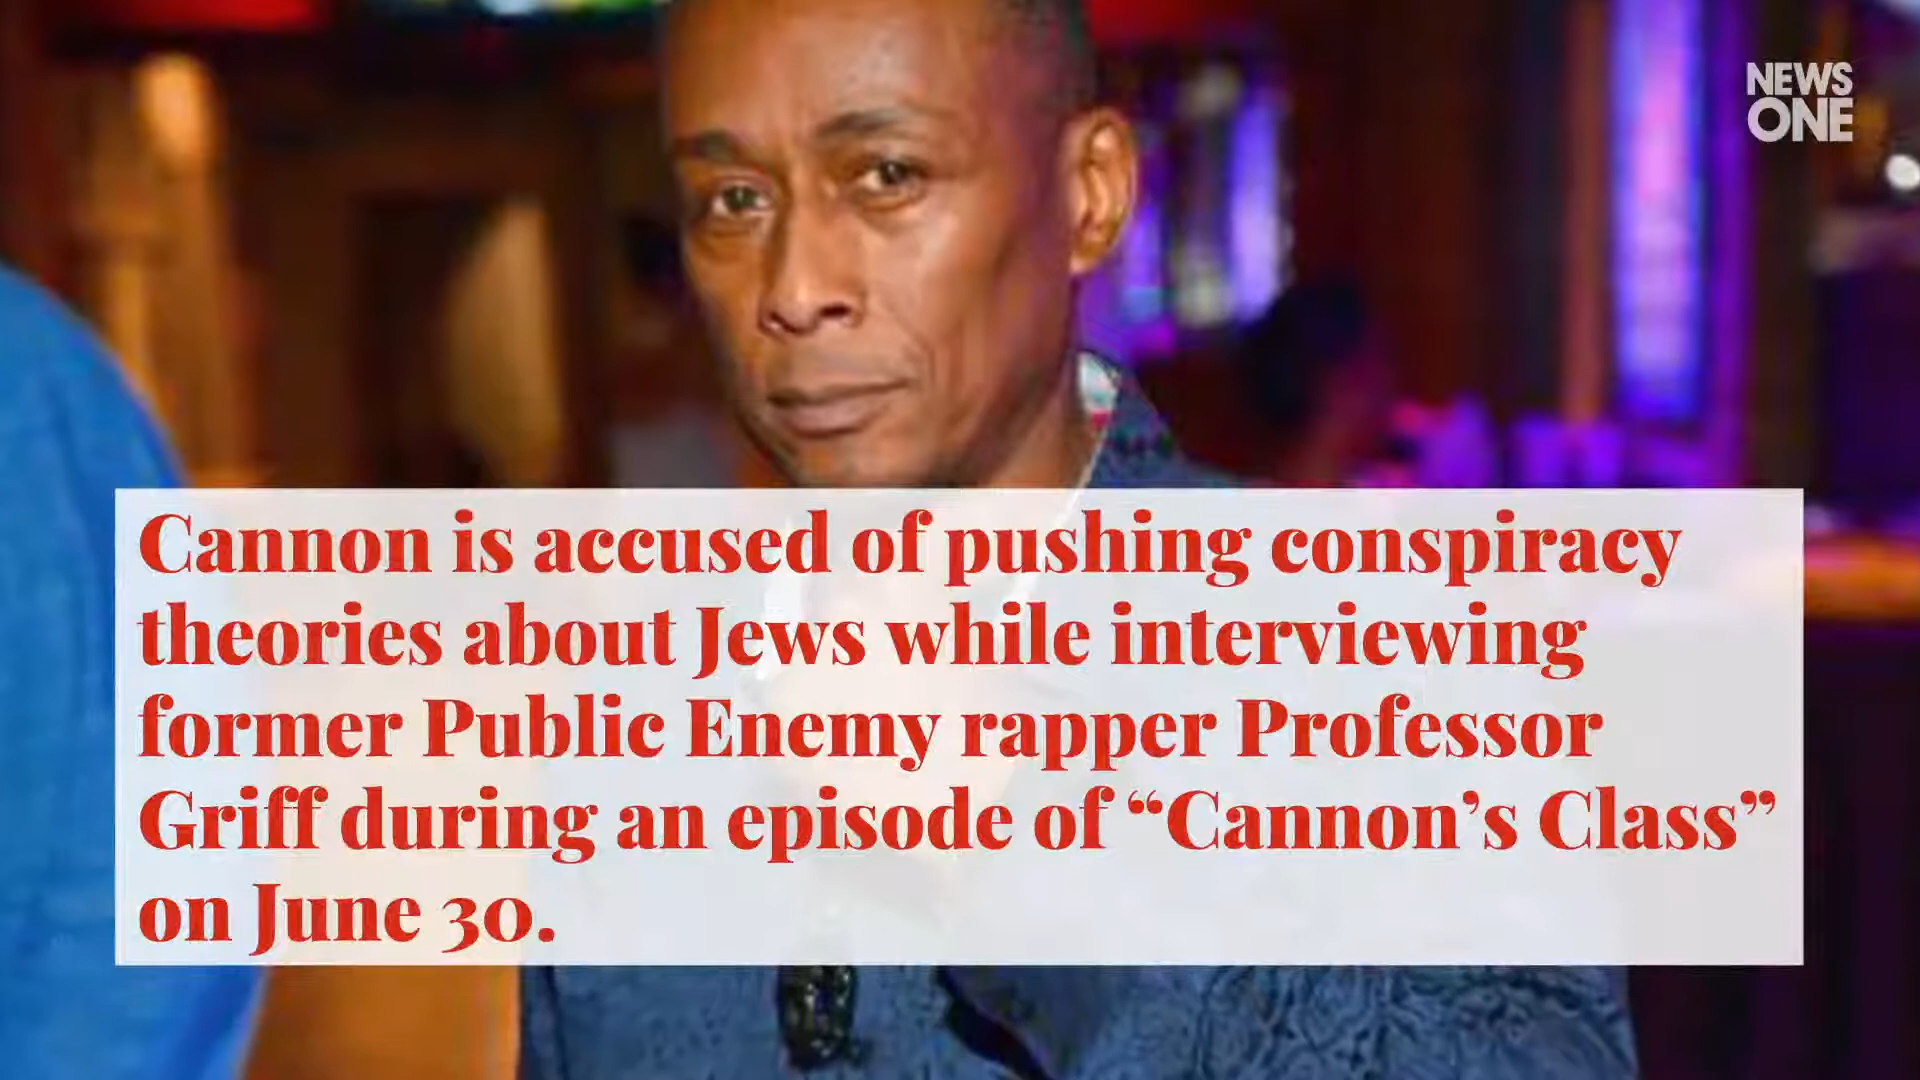 NEWS
ONE
Cannon is accused of pushing conspiracy
theories about Jews while interviewing
former Public Enemy rapper Professor
Griff during an episode of “Cannon’s Class”
on June 30.